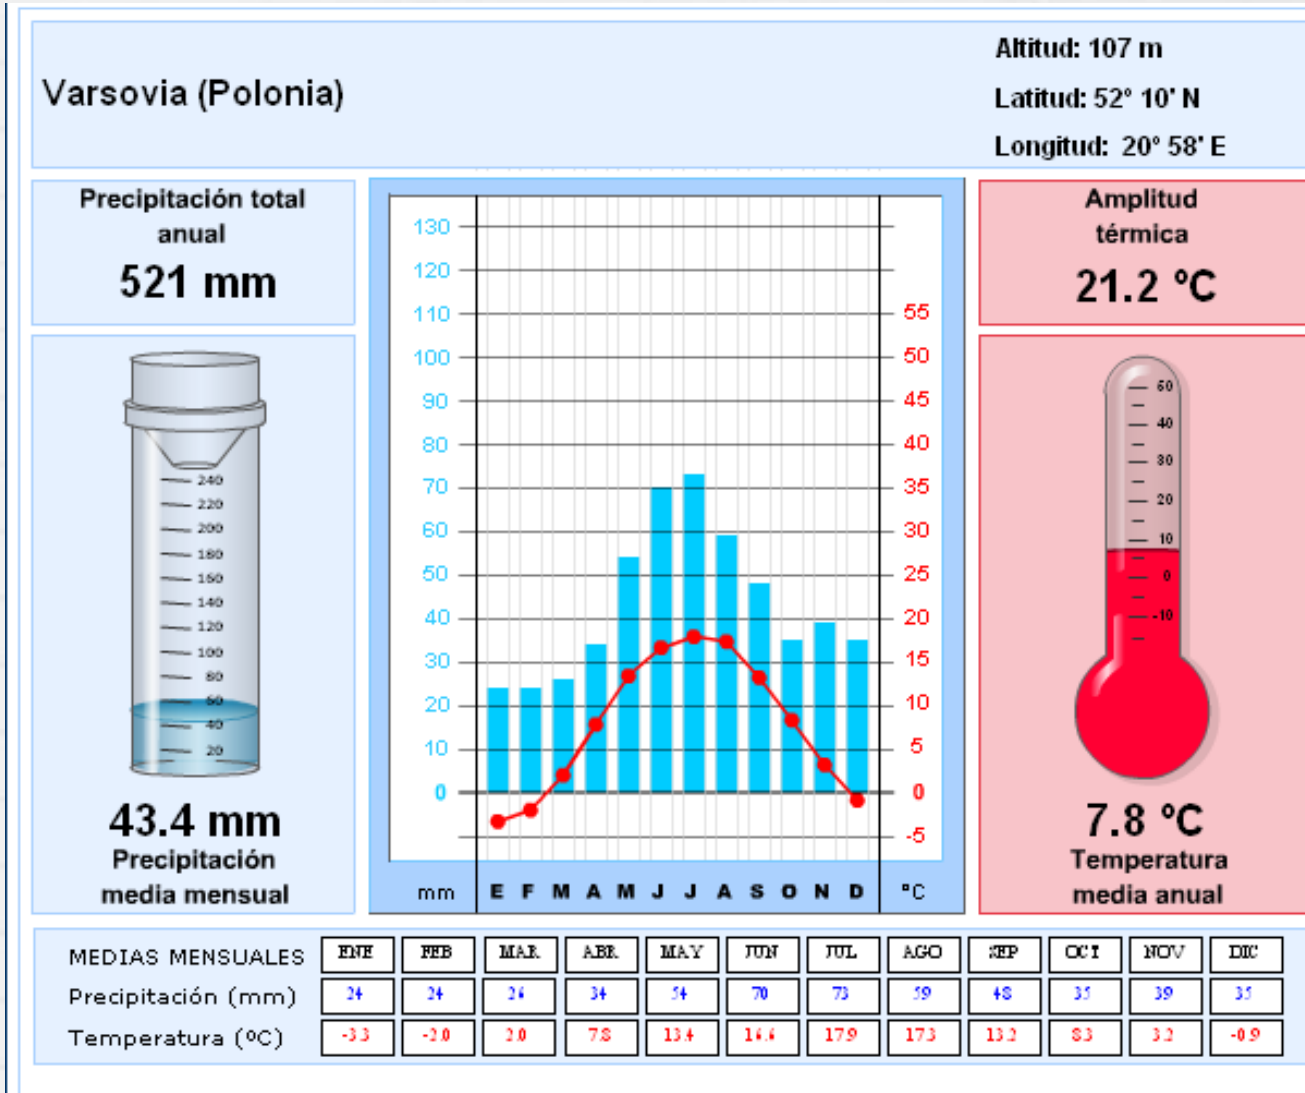 Varsovia (Polonia)
Altitud: 107 m
Latitud: 52° 10' N
Longitud: 20° 58' E
Precipitación total
anual
521 mm
240
220
200
180
160
140
120
100
80
60
40
20
43.4 mm
Precipitación
media mensual
130
120
110
100
90
80
70
60
50
40
30
20
10
0
55
50
45
40
35
30
25
20
15
10
5
0
-5
mm E F M A M J J A S O N D ºC
Amplitud
térmica
21.2 ºC
60
40
30
20
10
0
-10
7.8 ºC
Temperatura
media anual
MEDIAS MENSUALES ENE FEB MAR ABR MAY JUN JUL AGO SEP OCT NOV DIC
Precipitación (mm) 24 24 26 34 54 70 73 59 48 35 39 35
Temperatura (ºC) -3.3 -2.0 2.0 7.8 13.4 16.6 17.9 17.3 13.2 8.3 3.2 -0.9